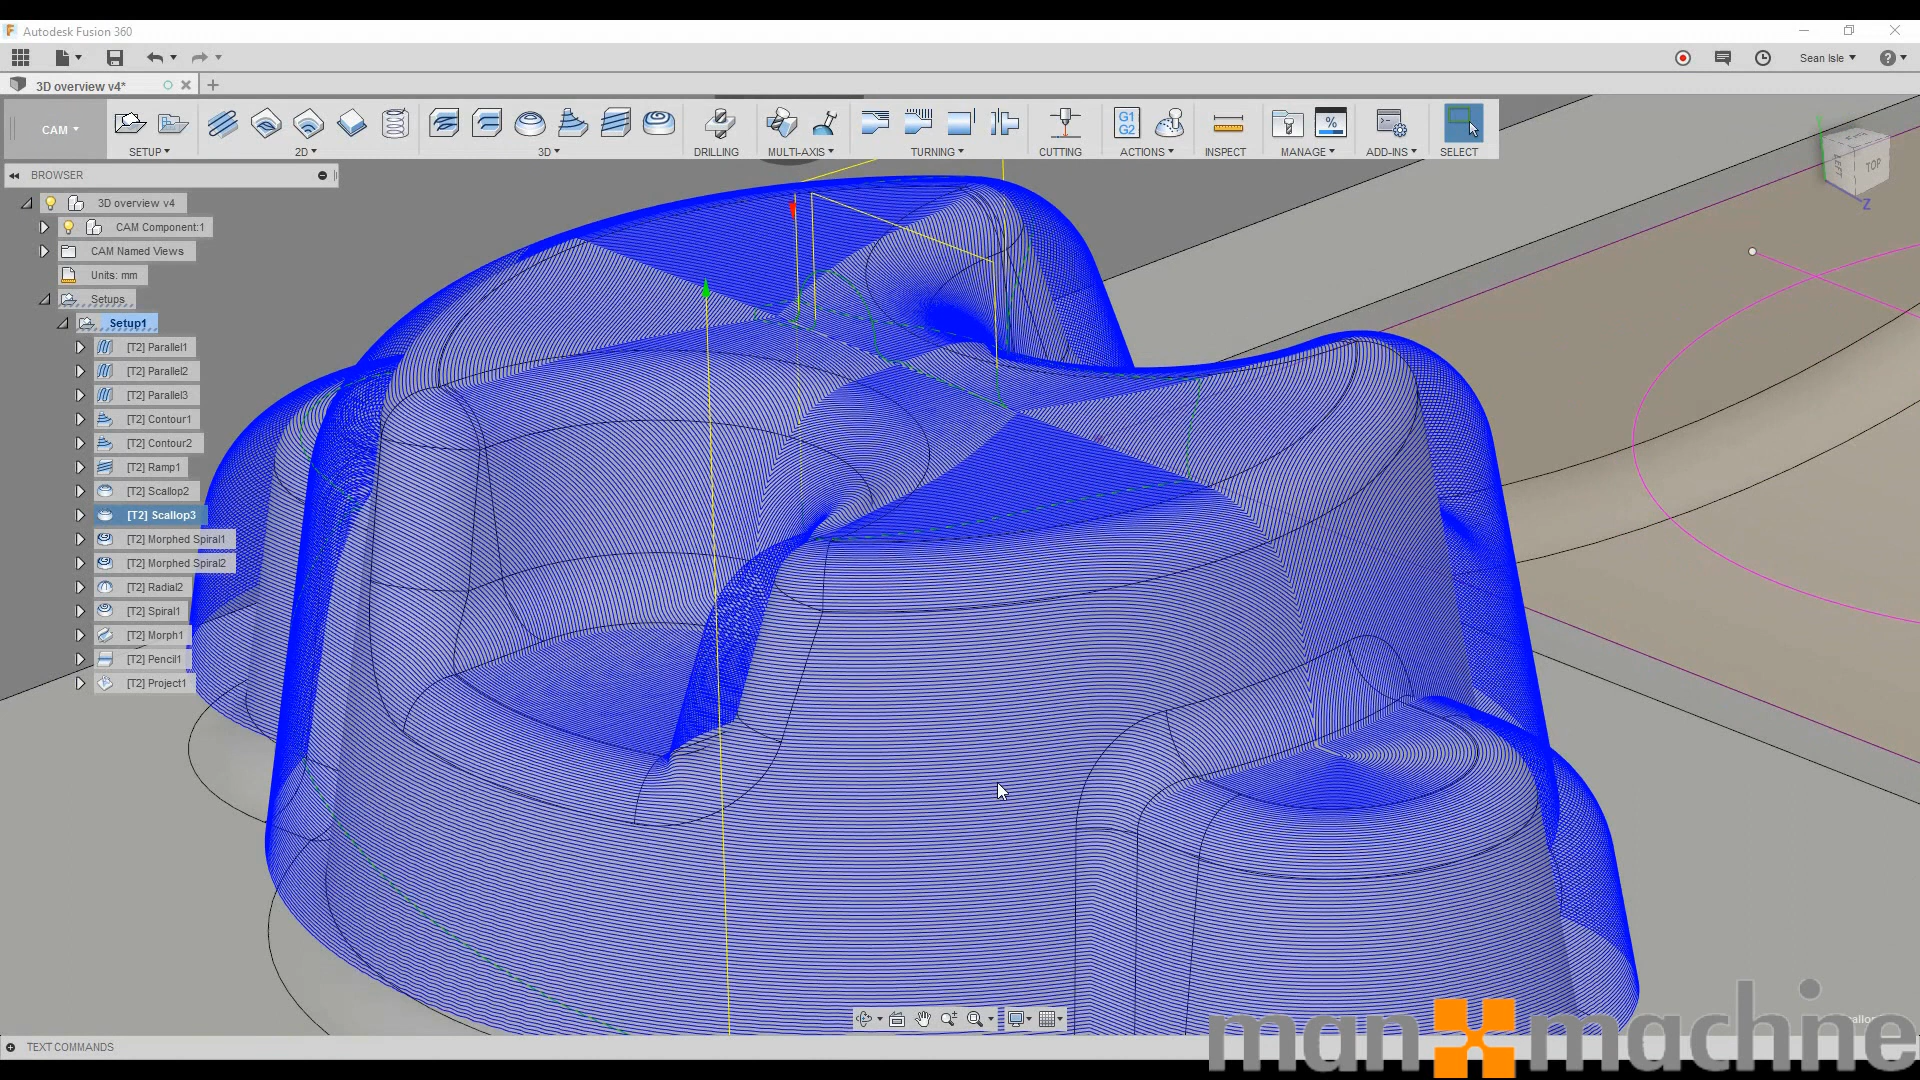 Autodesk Fusion 360
Sean Isle
3D overview v4*
CAM
SETUP
2D
3D
DRILLING
MULTI-AXIS
TURNING
CUTTING
G1
G2
ACTIONS
INSPECT
MANAGE
%
ADD-INS
SELECT
LEFT
TOP
Z
BROWSER
3D overview v4
CAM Component:1
CAM Named Views
Units: mm
Setups
Setup1
[T2] Parallel1
[T2] Parallel2
[T2] Parallel3
[T2] Contour1
[T2] Contour2
[T2] Ramp1
[T2] Scallop2
[T2] Scallop3
[T2] Morphed Spiral1
[T2] Morphed Spiral2
[T2] Radial2
[T2] Spiral1
[T2] Morph1
[T2] Pencil1
[T2] Project1
TEXT COMMANDS
man machine